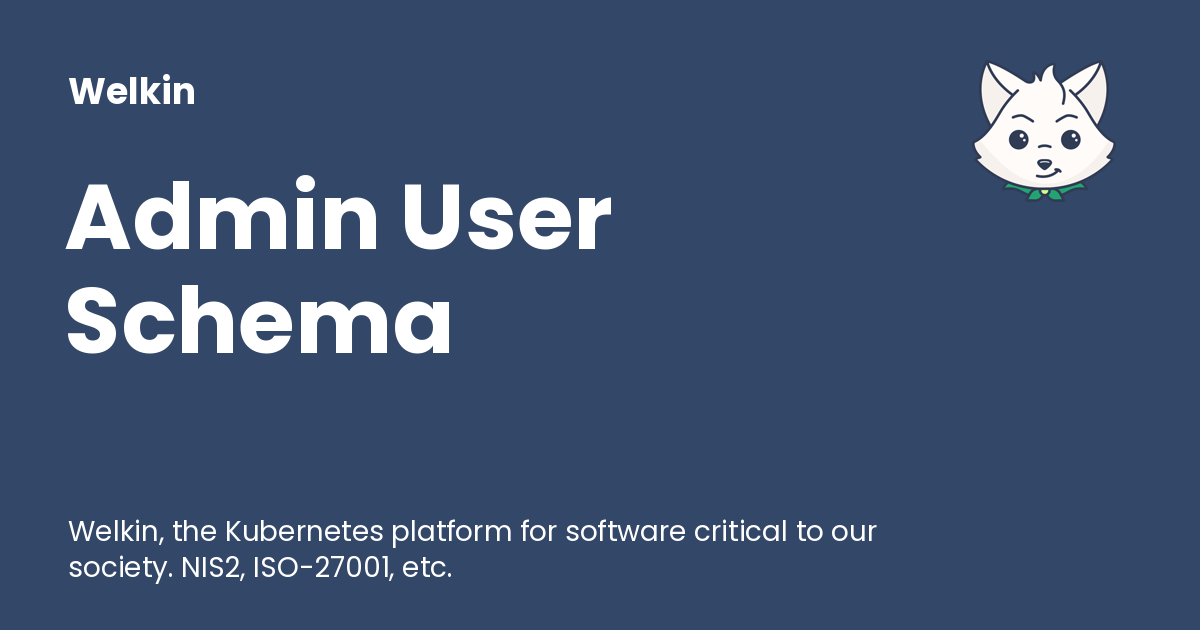 Welkin
Admin User
Schema
Welkin, the Kubernetes platform for software critical to our
society. NIS2, ISO-27001, etc.